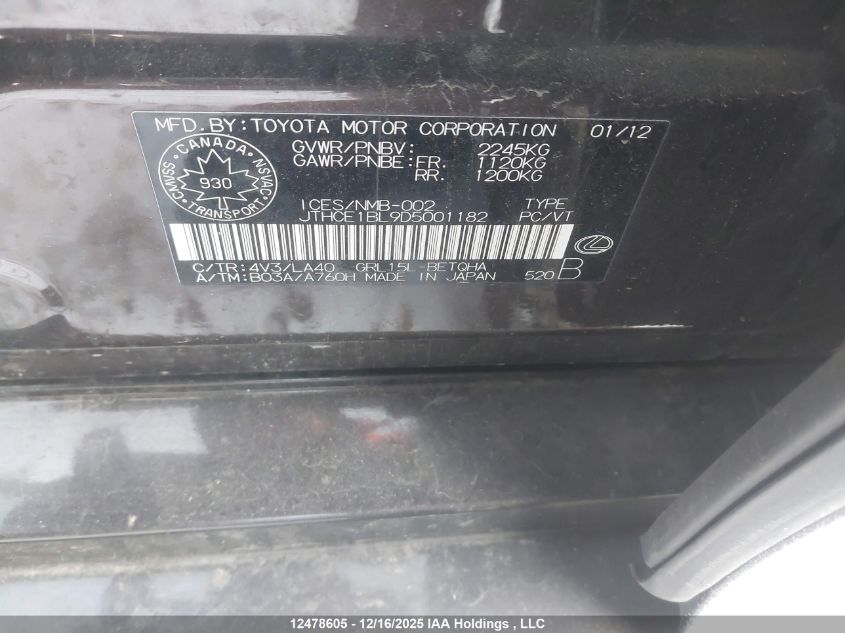 MFD. BY: TOYOTA MOTOR CORPORATION 01/12
GVWR/PNBV: 2245KG
GAWR/PNBE: FR. 1120KG
RR. 1200KG
CANADA
CMVSS NSVAC
930
TRANSPORT
ICES/NMB-002 TYPE
JTHCE1BL9D5001182 PC/VT
C/TR: 4V3/LA40 GRL15L-BETQHA
A/TM: B03A/A760H MADE IN JAPAN 520 B
12478605 - 12/16/2025 IAA Holdings , LLC